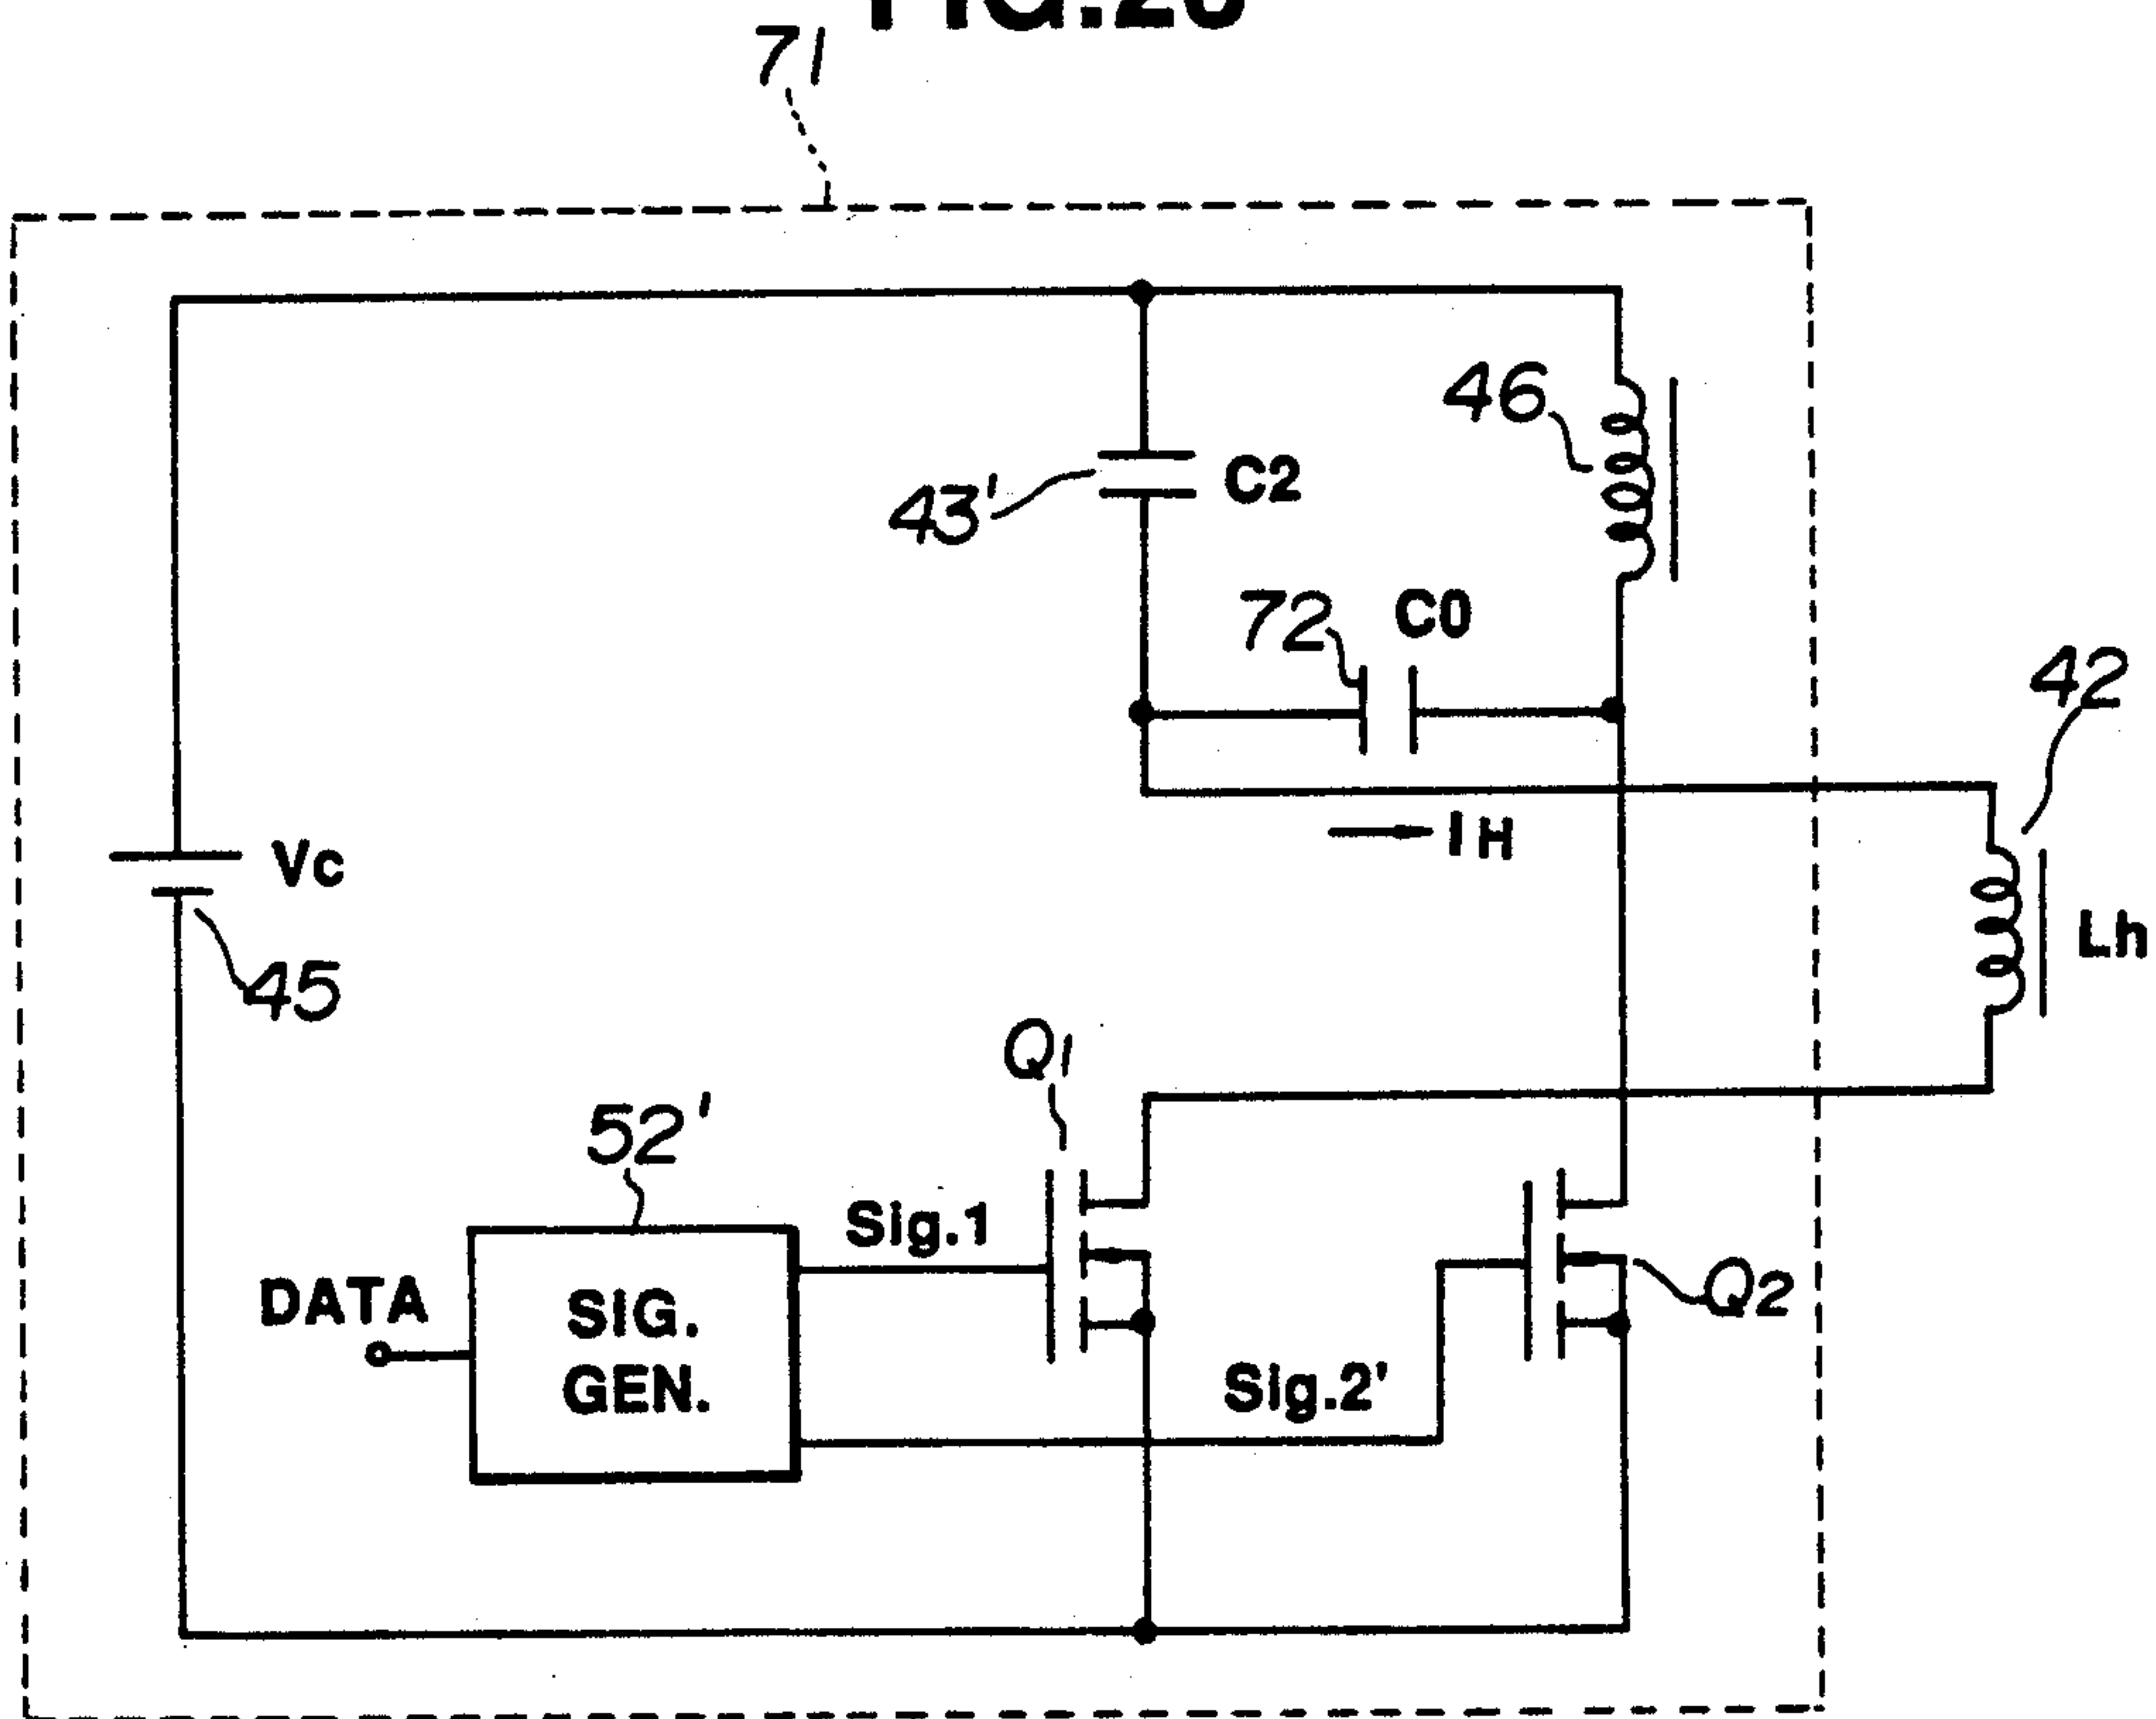 71
46
43'
C2
72
C0
42
IH
Vc
Lh
45
Q1
52'
Sig.1
DATA
SIG.
GEN.
Q2
Sig.2'